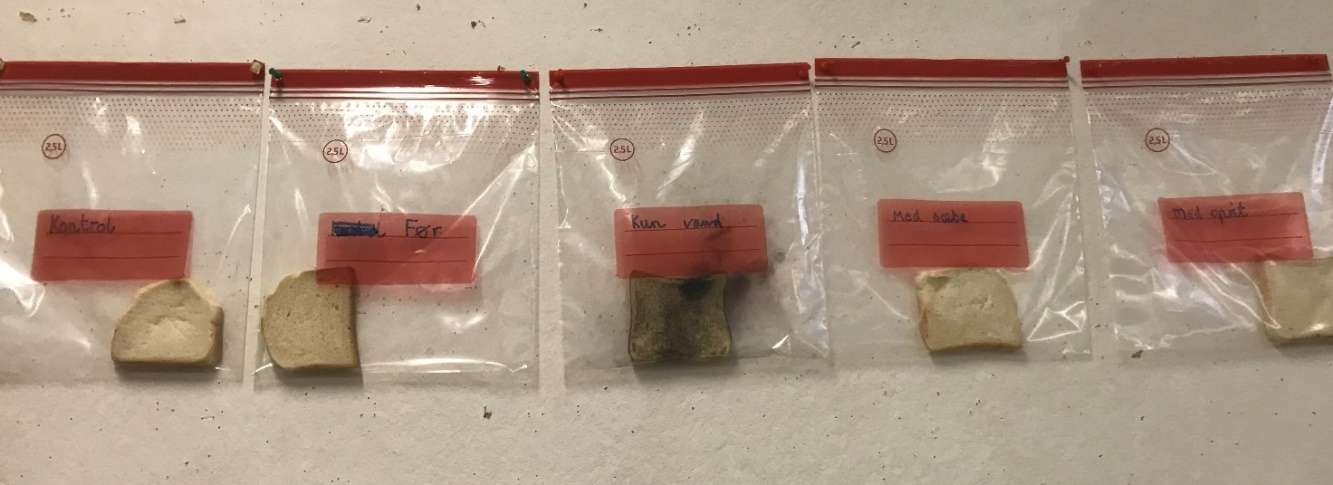 2,5L
Kontrol
2,5L
Før
2,5L
Kun vand
2,5L
Med sæbe
2,5L
med sprit